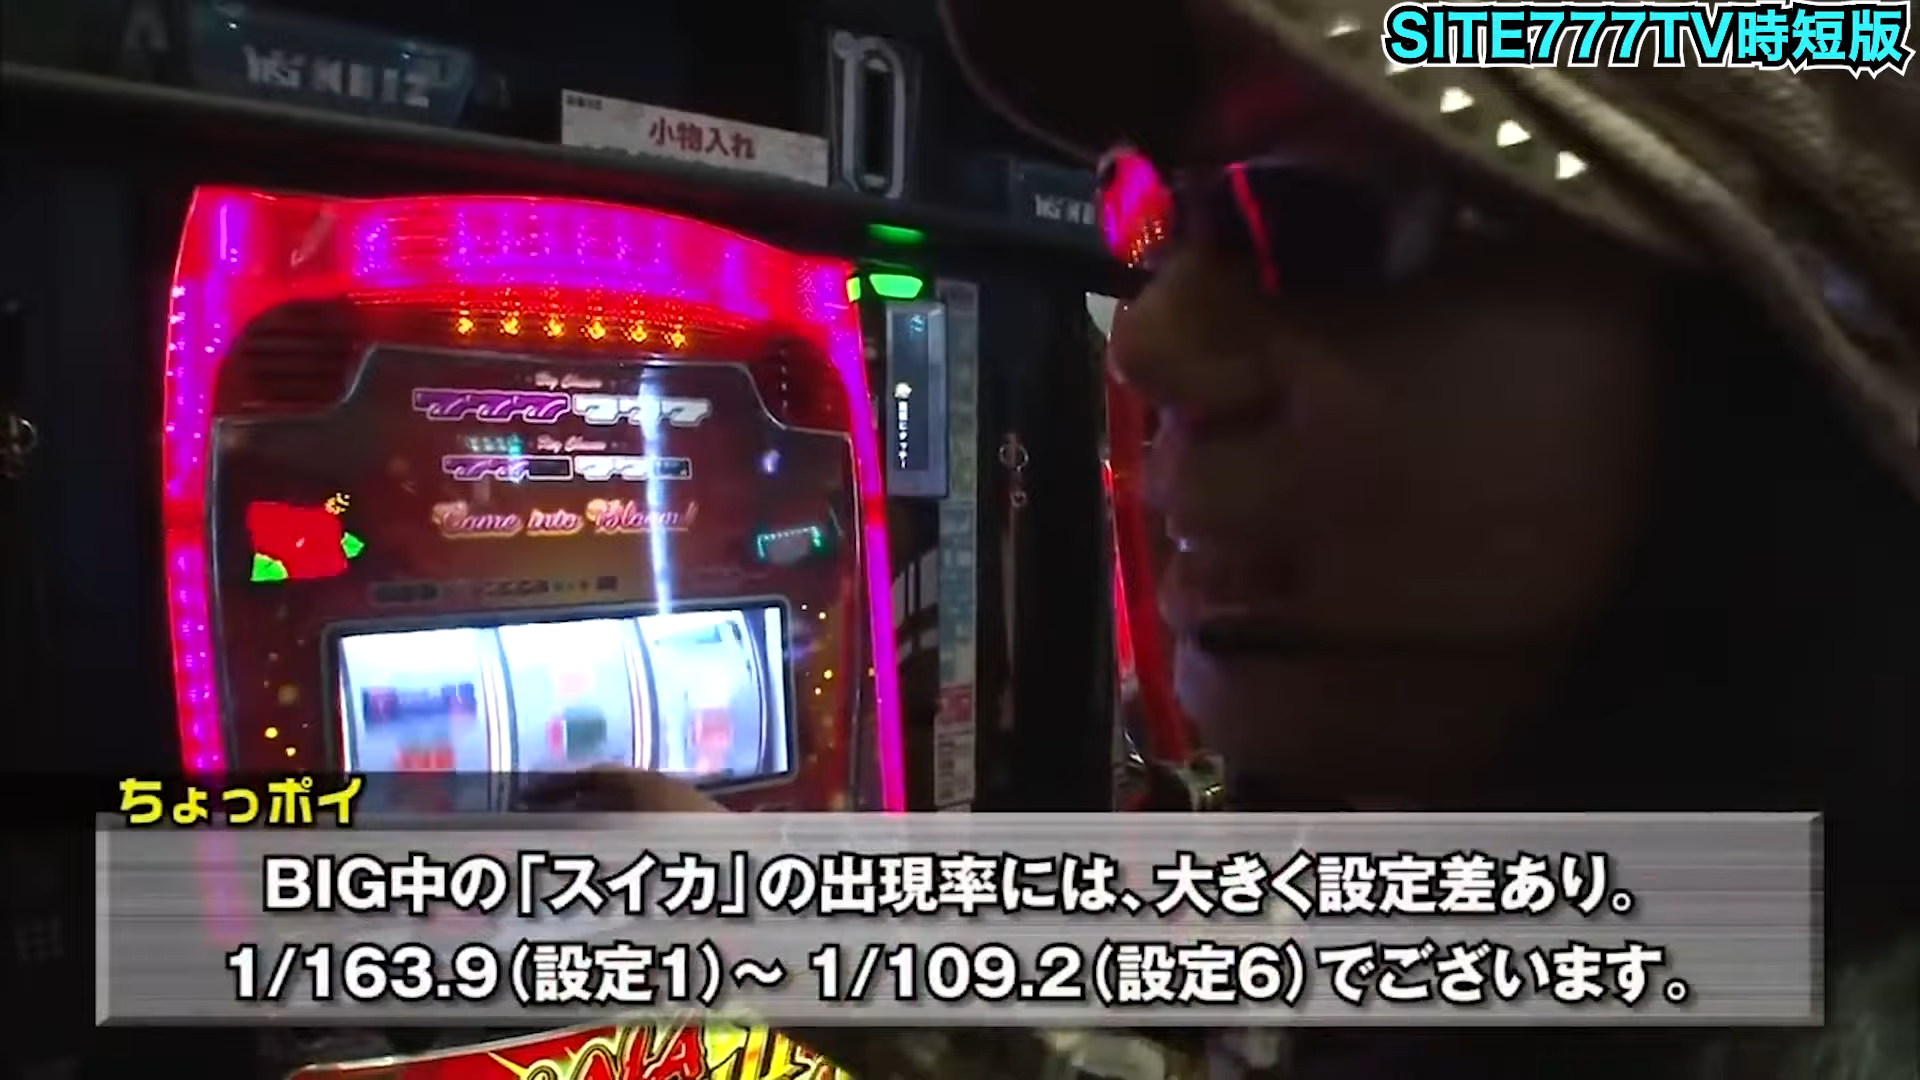 SITE777TV時短版
小物入れ
Big Chance
Come into Bloom!
ちょっポイ
BIG中の「スイカ」の出現率には、大きく設定差あり。
1/163.9(設定1)～ 1/109.2(設定6)でございます。